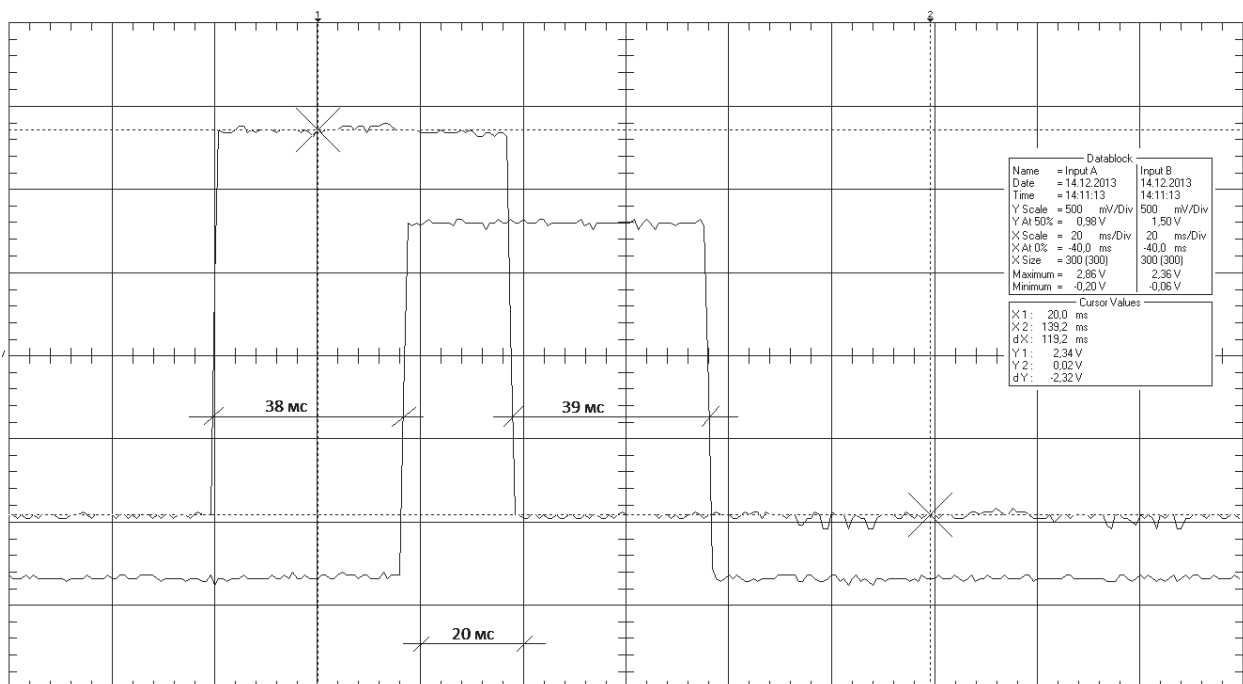 1
2
Datablock
Name = Input A Input B
Date = 14.12.2013 14.12.2013
Time = 14:11:13 14:11:13
Y Scale = 500 mV/Div 500 mV/Div
Y At 50% = 0,98 V 1,50 V
X Scale = 20 ms/Div 20 ms/Div
X At 0% = -40,0 ms -40,0 ms
X Size = 300 (300) 300 (300)
Maximum = 2,86 V 2,36 V
Minimum = -0,20 V -0,06 V
Cursor Values
X1: 20,0 ms
X2: 139,2 ms
dX: 119,2 ms
Y1: 2,34 V
Y2: 0,02 V
dY: -2,32 V
38 мс
39 мс
20 мс